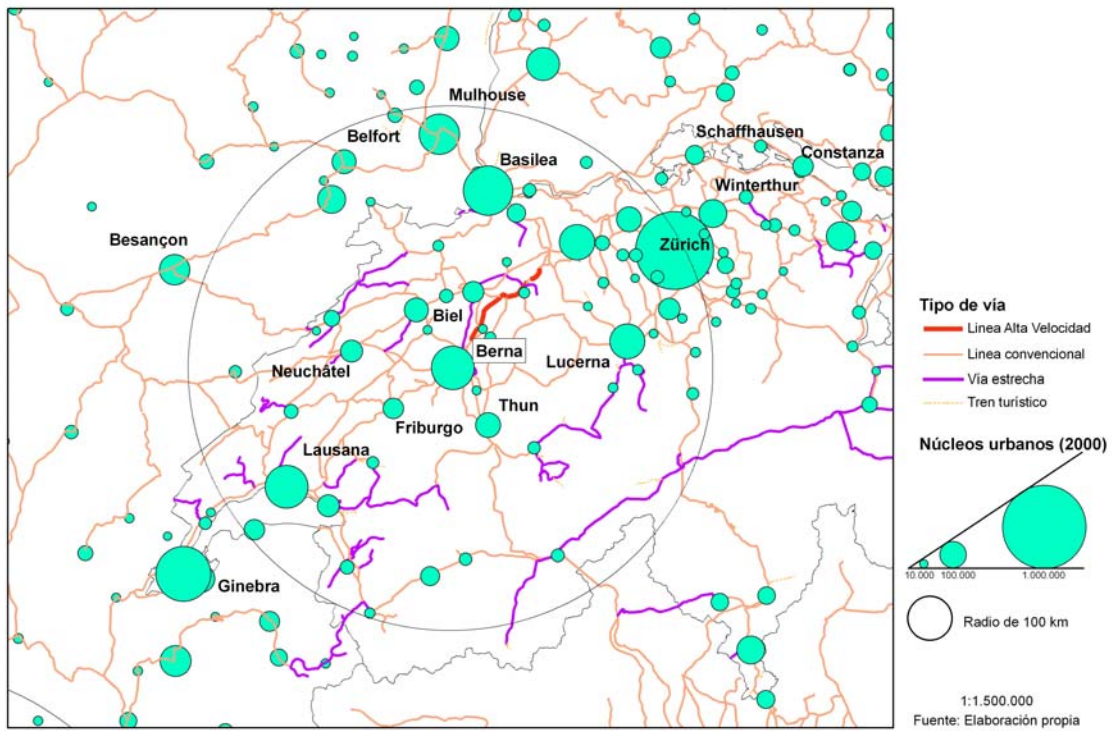 Mulhouse
Belfort
Schaffhausen
Basilea
Constanza
Winterthur
Besançon
Zürich
Biel
Berna
Lucerna
Neuchâtel
Thun
Friburgo
Lausana
Ginebra
Tipo de vía
Linea Alta Velocidad
Linea convencional
Vía estrecha
Tren turístico
Núcleos urbanos (2000)
10.000 100.000 1.000.000
Radio de 100 km
1:1.500.000
Fuente: Elaboración propia